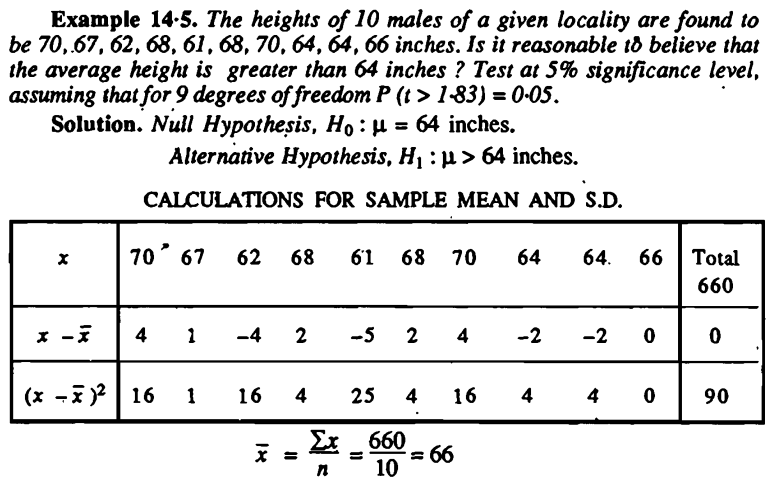 Example 14·5. The heights of 10 males of a given locality are found to
be 70, 67, 62, 68, 61, 68, 70, 64, 64, 66 inches. Is it reasonable to believe that
the average height is greater than 64 inches ? Test at 5% significance level,
assuming that for 9 degrees of freedom P (t > 1·83) = 0·05.
Solution. Null Hypothesis, H₀ : μ = 64 inches.
Alternative Hypothesis, H₁ : μ > 64 inches.
CALCULATIONS FOR SAMPLE MEAN AND S.D.
x 70 67 62 68 61 68 70 64 64 66 Total
660
x – x̄ 4 1 –4 2 –5 2 4 –2 –2 0 0
(x – x̄ )² 16 1 16 4 25 4 16 4 4 0 90
x̄ = Σx/n = 660/10 = 66